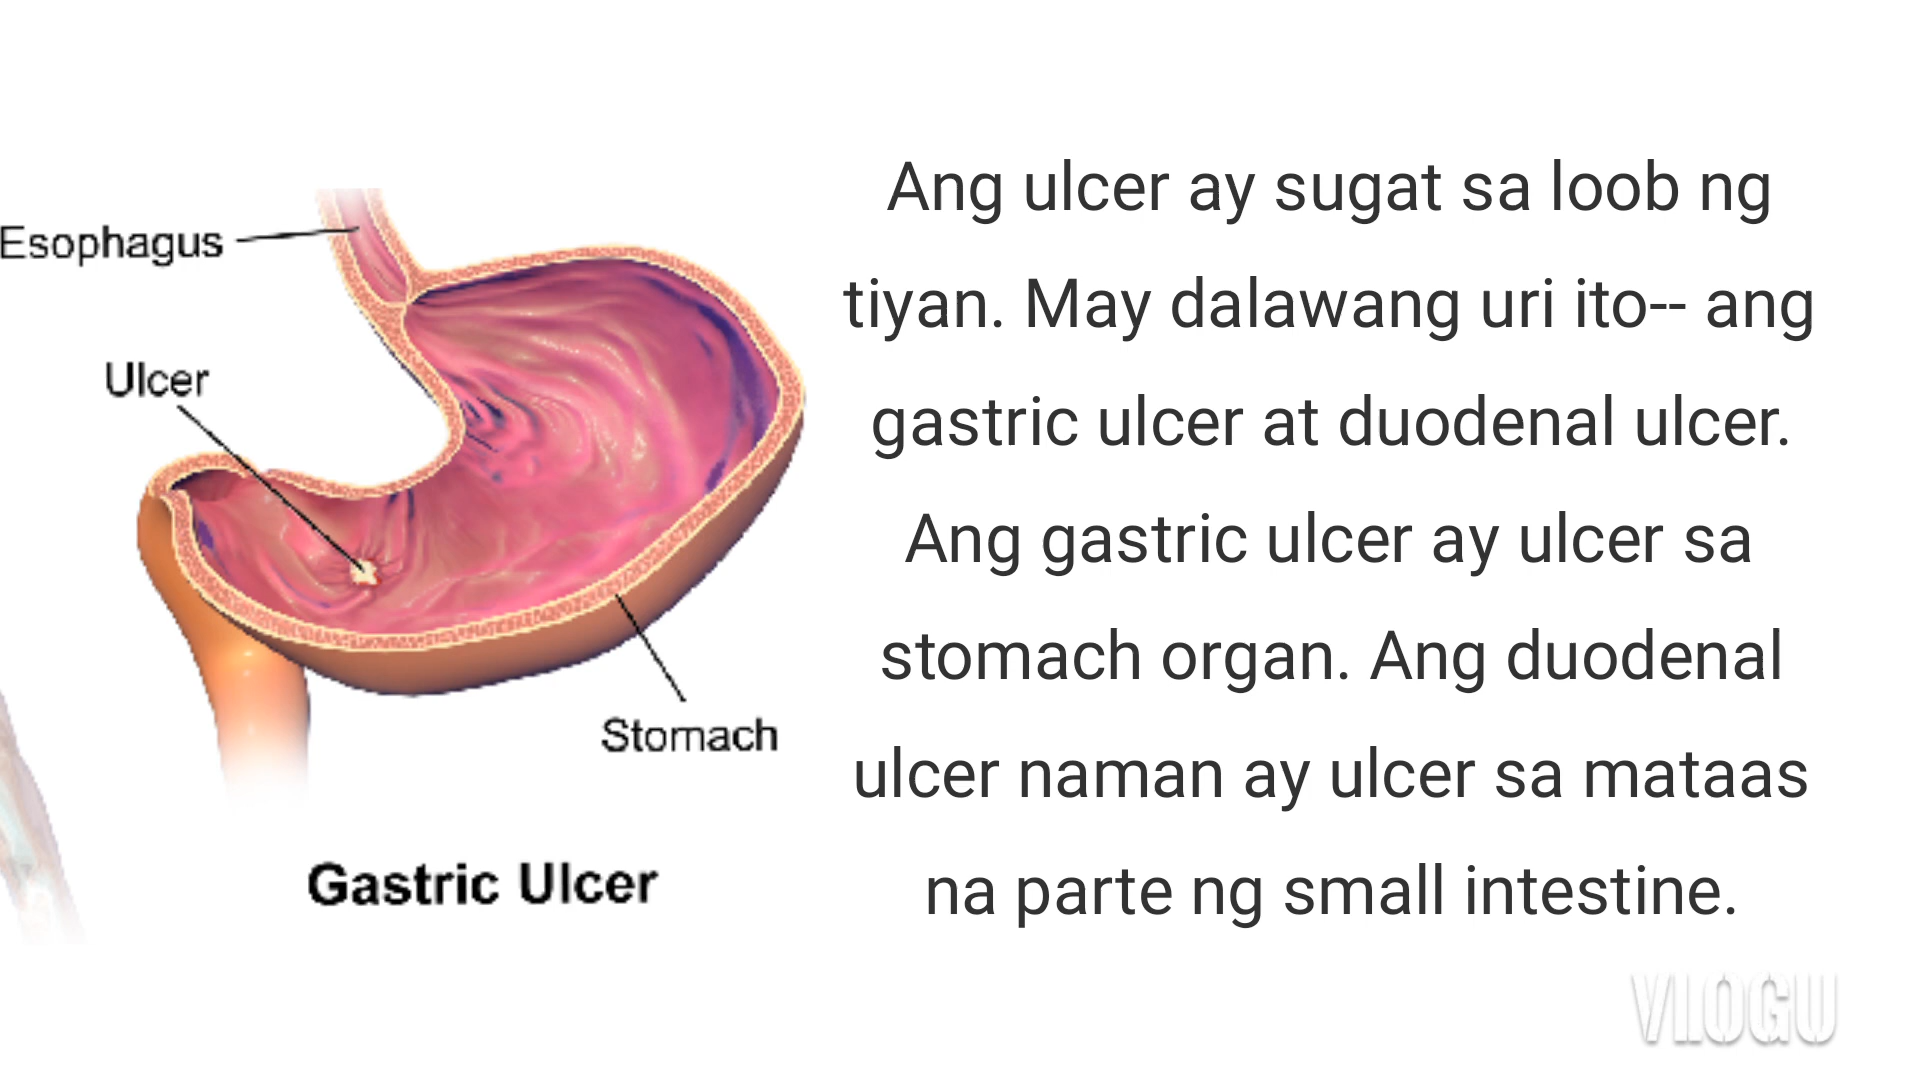 Esophagus
Ulcer
Stomach
Gastric Ulcer
Ang ulcer ay sugat sa loob ng
tiyan. May dalawang uri ito-- ang
gastric ulcer at duodenal ulcer.
Ang gastric ulcer ay ulcer sa
stomach organ. Ang duodenal
ulcer naman ay ulcer sa mataas
na parte ng small intestine.
VLOGU